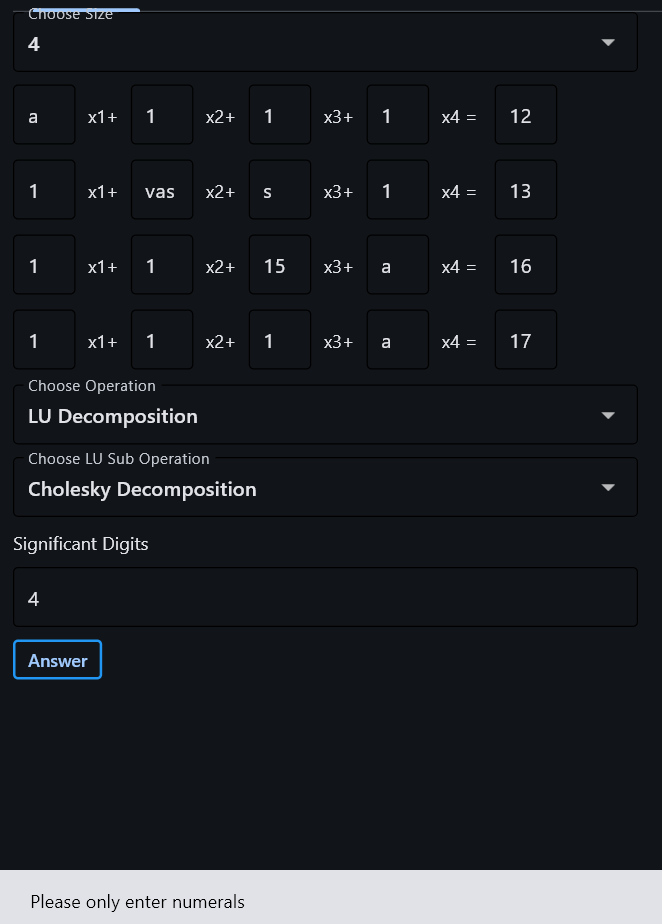 Choose Size
4
a x1+ 1 x2+ 1 x3+ 1 x4 = 12
1 x1+ vas x2+ s x3+ 1 x4 = 13
1 x1+ 1 x2+ 15 x3+ a x4 = 16
1 x1+ 1 x2+ 1 x3+ a x4 = 17
Choose Operation
LU Decomposition
Choose LU Sub Operation
Cholesky Decomposition
Significant Digits
4
Answer
Please only enter numerals